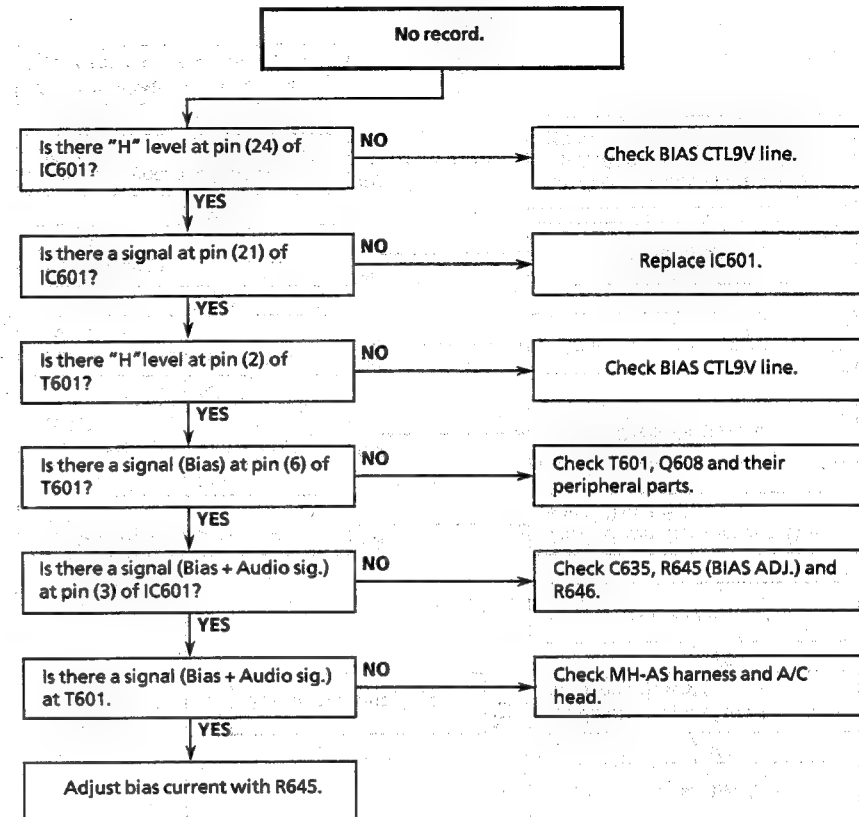 No record.
Is there "H" level at pin (24) of
IC601?
NO
Check BIAS CTL9V line.
YES
Is there a signal at pin (21) of
IC601?
NO
Replace IC601.
YES
Is there "H"level at pin (2) of
T601?
NO
Check BIAS CTL9V line.
YES
Is there a signal (Bias) at pin (6) of
T601?
NO
Check T601, Q608 and their
peripheral parts.
YES
Is there a signal (Bias + Audio sig.)
at pin (3) of IC601?
NO
Check C635, R645 (BIAS ADJ.) and
R646.
YES
Is there a signal (Bias + Audio sig.)
at T601.
NO
Check MH-AS harness and A/C
head.
YES
Adjust bias current with R645.